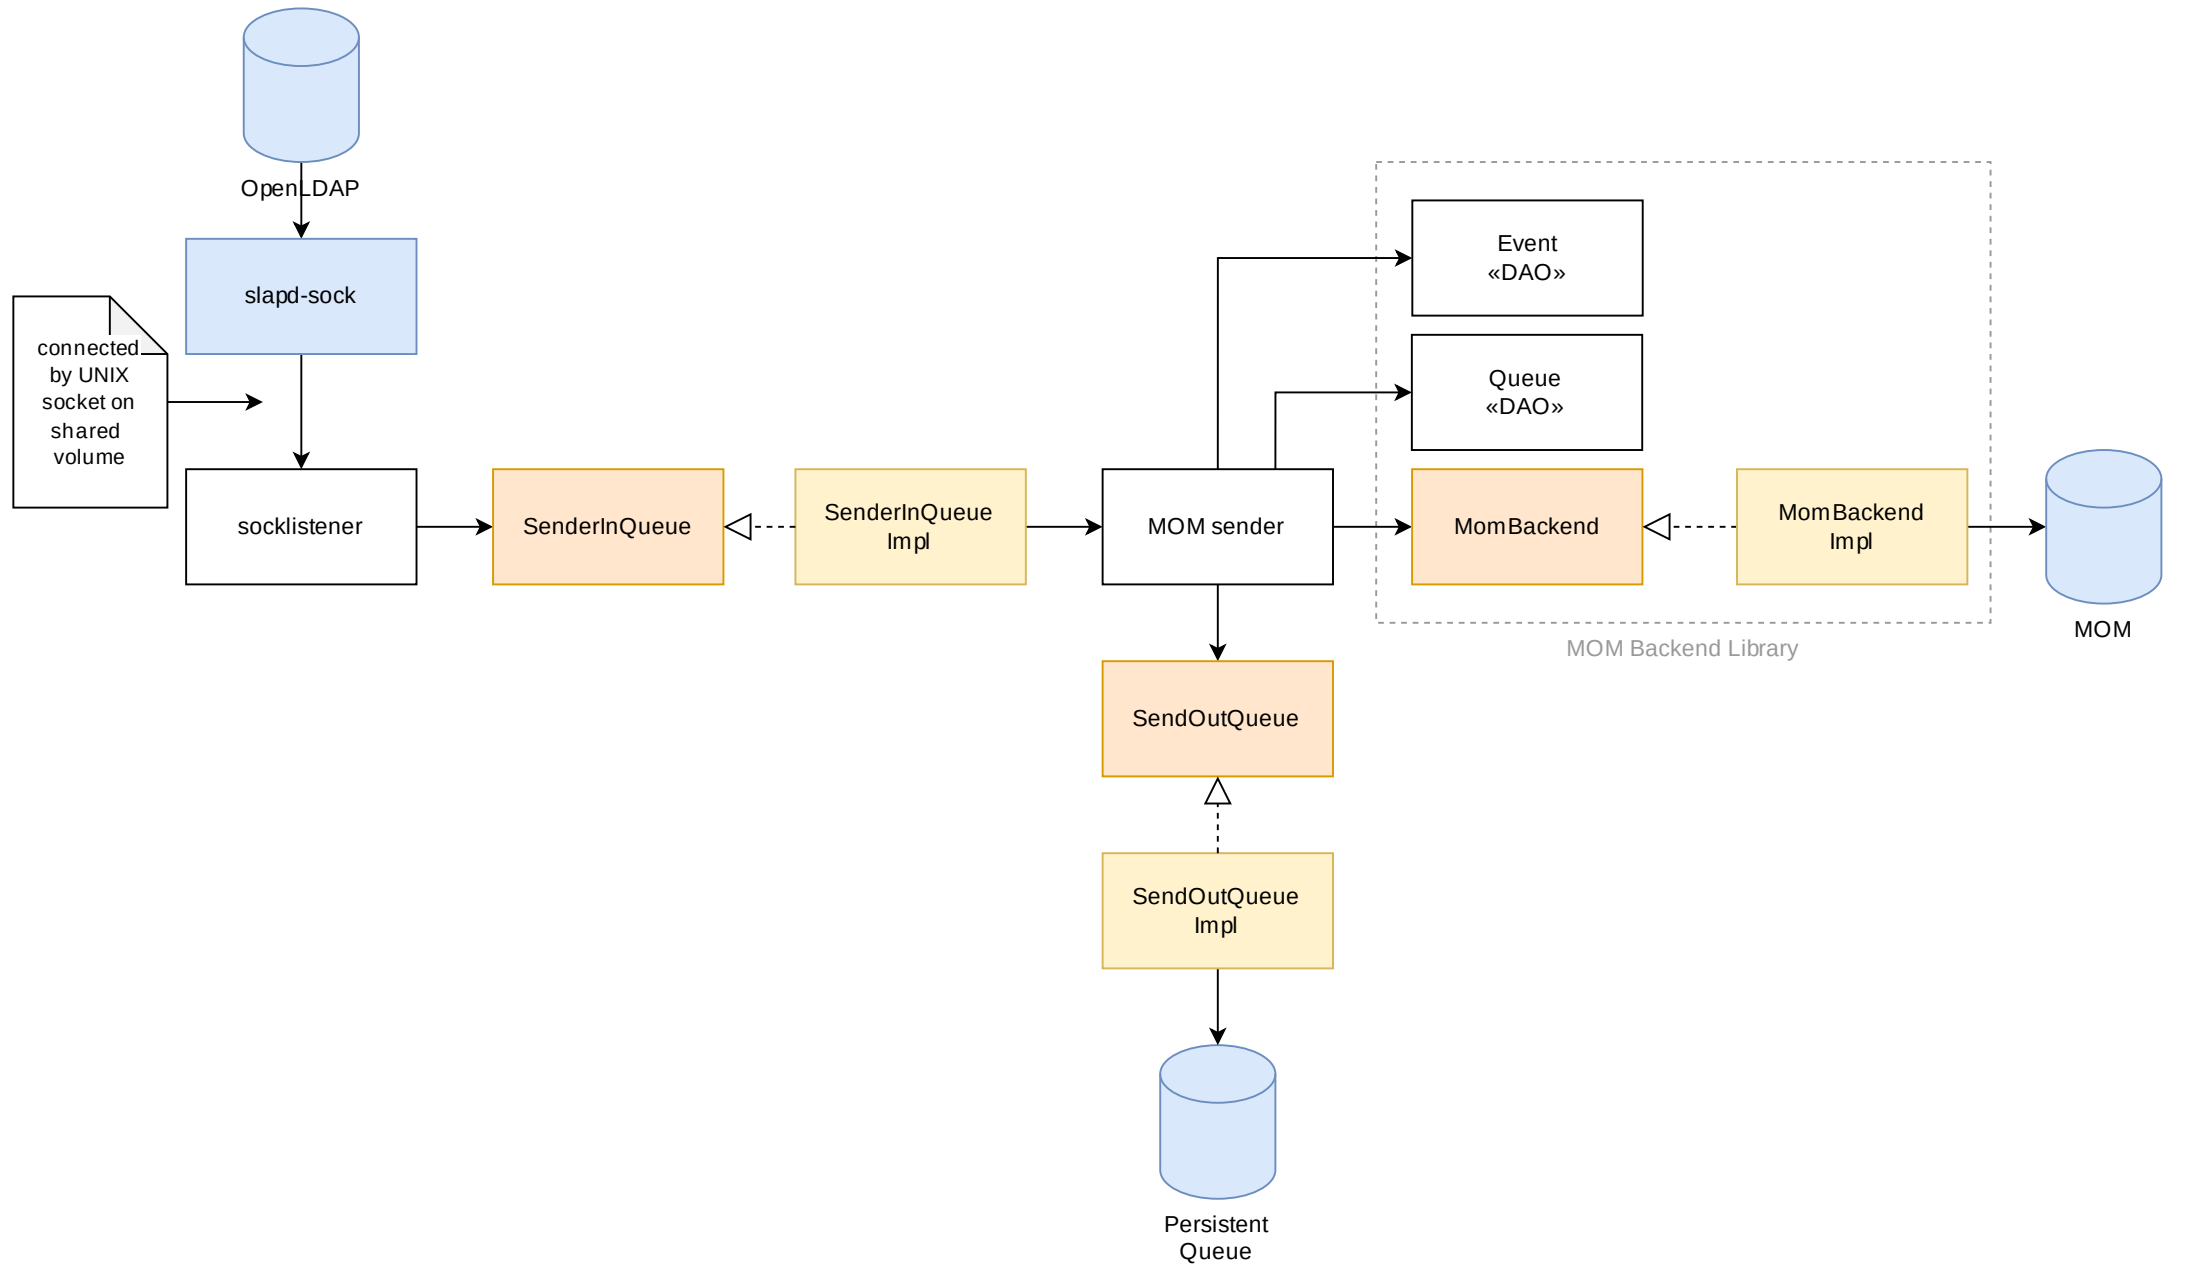 OpenLDAP
slapd-sock
connected
by UNIX
socket on
shared
volume
socklistener
SenderInQueue
SenderInQueue
Impl
MOM sender
Event
«DAO»
Queue
«DAO»
MomBackend
MomBackend
Impl
MOM
MOM Backend Library
SendOutQueue
SendOutQueue
Impl
Persistent
Queue